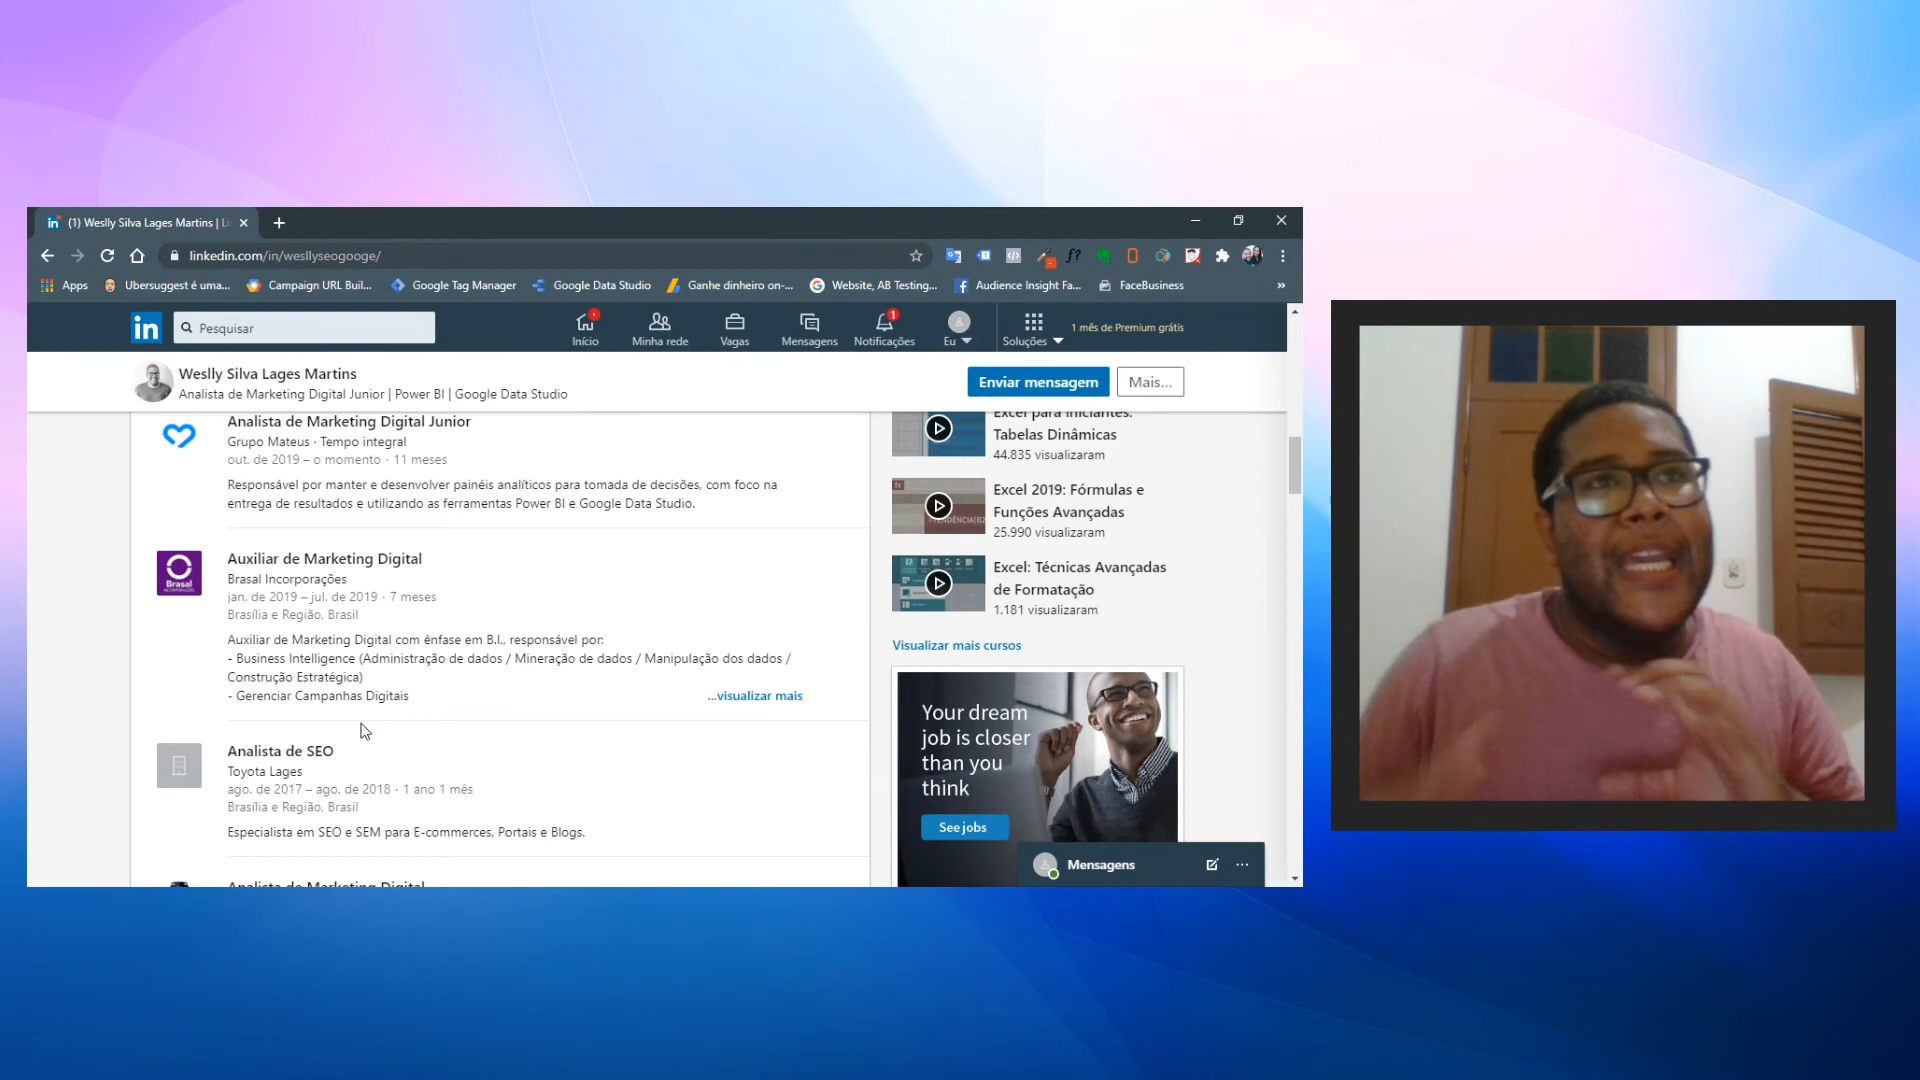 (1) Weslly Silva Lages Martins | Li
linkedin.com/in/wesllyseogooge/
Apps
Ubersuggest é uma...
Campaign URL Buil...
Google Tag Manager
Google Data Studio
Ganhe dinheiro on-...
Website, AB Testing...
Audience Insight Fa...
FaceBusiness
»
in
Pesquisar
Início
Minha rede
Vagas
Mensagens
1
Notificações
Eu
Soluções
1 mês de Premium grátis
Weslly Silva Lages Martins
Analista de Marketing Digital Junior | Power BI | Google Data Studio
Enviar mensagem
Mais...
Analista de Marketing Digital Junior
Grupo Mateus · Tempo integral
out. de 2019 – o momento · 11 meses
Responsável por manter e desenvolver painéis analíticos para tomada de decisões, com foco na
entrega de resultados e utilizando as ferramentas Power BI e Google Data Studio.
Brasal
Auxiliar de Marketing Digital
Brasal Incorporações
jan. de 2019 – jul. de 2019 · 7 meses
Brasília e Região, Brasil
Auxiliar de Marketing Digital com ênfase em B.I., responsável por:
- Business Intelligence (Administração de dados / Mineração de dados / Manipulação dos dados /
Construção Estratégica)
- Gerenciar Campanhas Digitais
...visualizar mais
Analista de SEO
Toyota Lages
ago. de 2017 – ago. de 2018 · 1 ano 1 mês
Brasília e Região, Brasil
Especialista em SEO e SEM para E-commerces, Portais e Blogs.
Analista de Marketing Digital
Excel para Iniciantes:
Tabelas Dinâmicas
44.835 visualizaram
Excel 2019: Fórmulas e
Funções Avançadas
25.990 visualizaram
Excel: Técnicas Avançadas
de Formatação
1.181 visualizaram
Visualizar mais cursos
Your dream
job is closer
than you
think
See jobs
Mensagens